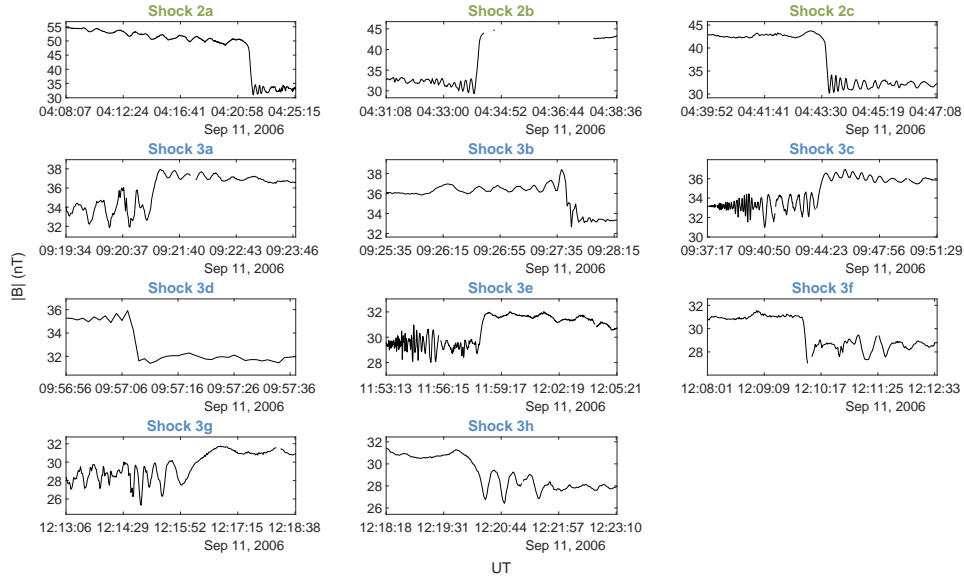 Shock 2a Shock 2b Shock 2c
55
50
45
40
35
30
04:08:07 04:12:24 04:16:41 04:20:58 04:25:15
Sep 11, 2006
45
40
35
30
04:31:08 04:33:00 04:34:52 04:36:44 04:38:36
Sep 11, 2006
45
40
35
30
04:39:52 04:41:41 04:43:30 04:45:19 04:47:08
Sep 11, 2006
Shock 3a Shock 3b Shock 3c
38
36
34
32
09:19:34 09:20:37 09:21:40 09:22:43 09:23:46
Sep 11, 2006
38
36
34
32
09:25:35 09:26:15 09:26:55 09:27:35 09:28:15
Sep 11, 2006
36
34
32
30
09:37:17 09:40:50 09:44:23 09:47:56 09:51:29
Sep 11, 2006
|B| (nT)
Shock 3d Shock 3e Shock 3f
36
34
32
09:56:56 09:57:06 09:57:16 09:57:26 09:57:36
Sep 11, 2006
32
30
28
11:53:13 11:56:15 11:59:17 12:02:19 12:05:21
Sep 11, 2006
32
30
28
12:08:01 12:09:09 12:10:17 12:11:25 12:12:33
Sep 11, 2006
Shock 3g Shock 3h
32
30
28
26
12:13:06 12:14:29 12:15:52 12:17:15 12:18:38
Sep 11, 2006
32
30
28
26
12:18:18 12:19:31 12:20:44 12:21:57 12:23:10
Sep 11, 2006
UT